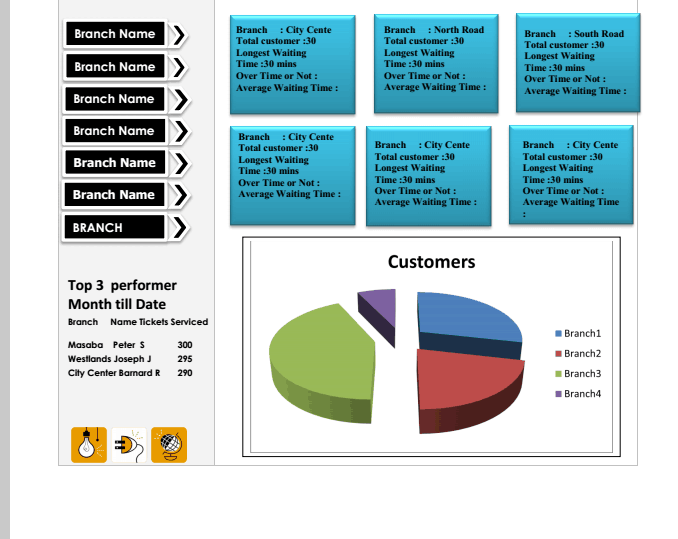 Branch Name
Branch Name
Branch Name
Branch Name
Branch Name
Branch Name
BRANCH
Top 3 performer
Month till Date
Branch Name Tickets Serviced
Masaba Peter S 300
Westlands Joseph J 295
City Center Barnard R 290
Branch : City Cente
Total customer :30
Longest Waiting
Time :30 mins
Over Time or Not :
Average Waiting Time :
Branch : North Road
Total customer :30
Longest Waiting
Time :30 mins
Over Time or Not :
Average Waiting Time :
Branch : South Road
Total customer :30
Longest Waiting
Time :30 mins
Over Time or Not :
Average Waiting Time :
Branch : City Cente
Total customer :30
Longest Waiting
Time :30 mins
Over Time or Not :
Average Waiting Time :
Branch : City Cente
Total customer :30
Longest Waiting
Time :30 mins
Over Time or Not :
Average Waiting Time :
Branch : City Cente
Total customer :30
Longest Waiting
Time :30 mins
Over Time or Not :
Average Waiting Time
:
Customers
Branch1
Branch2
Branch3
Branch4